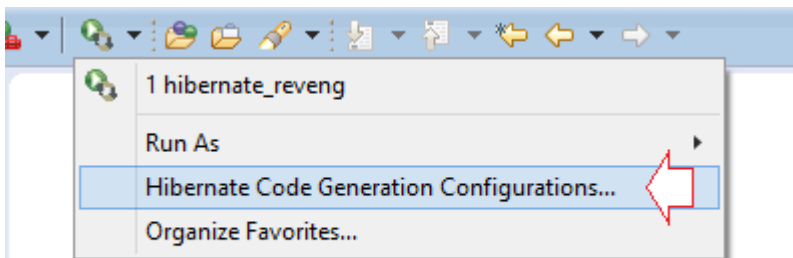 1 hibernate_reveng
Run As
Hibernate Code Generation Configurations...
Organize Favorites...